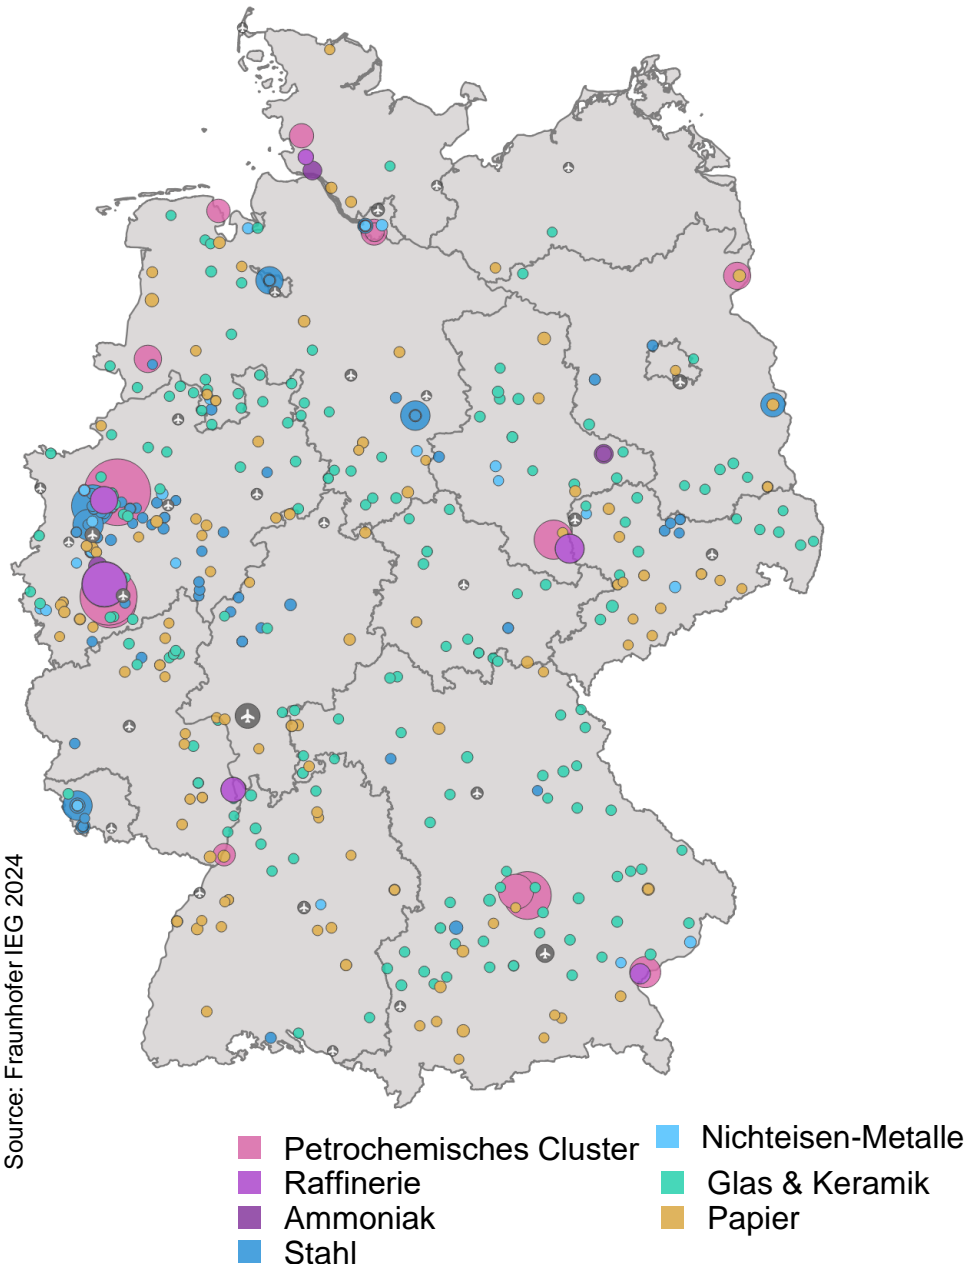 Source: Fraunhofer IEG 2024
Petrochemisches Cluster
Raffinerie
Ammoniak
Stahl
Nichteisen-Metalle
Glas & Keramik
Papier